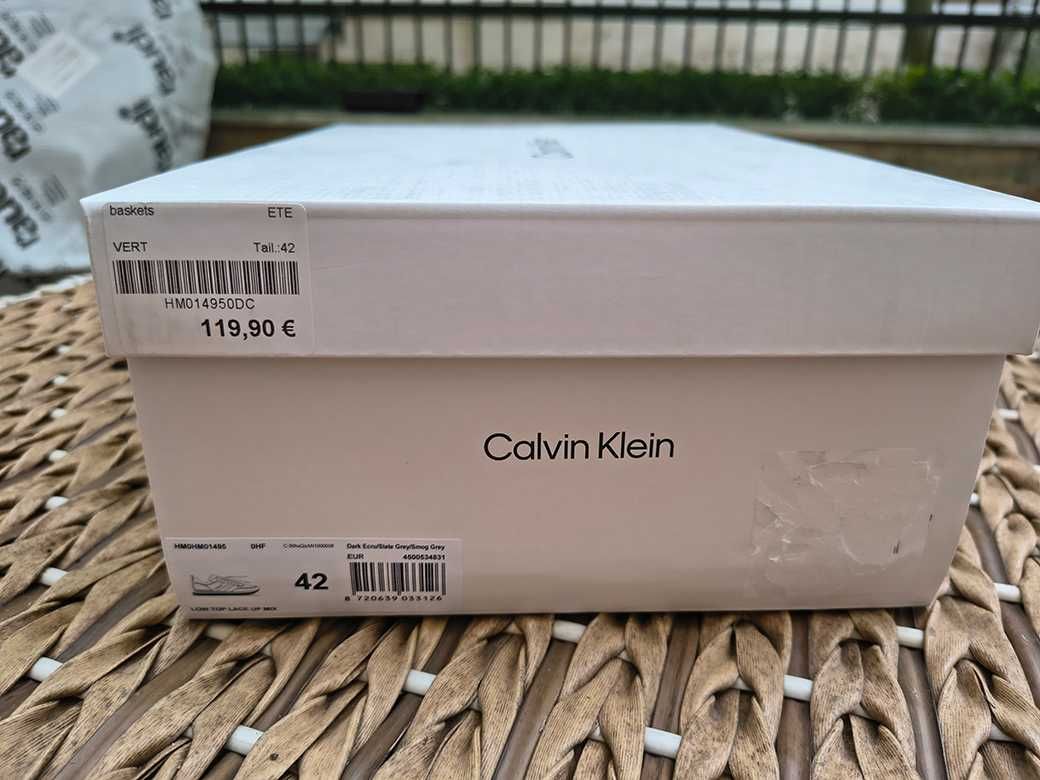 baskets ETE
VERT Tail.:42
HM014950DC
119,90 €
Calvin Klein
HM0HM01495 0HF Dark Ecru/Slate Grey/Smog Grey
EUR 4500534831
42
8 720639 033126
LOW TOP LACE UP MIX